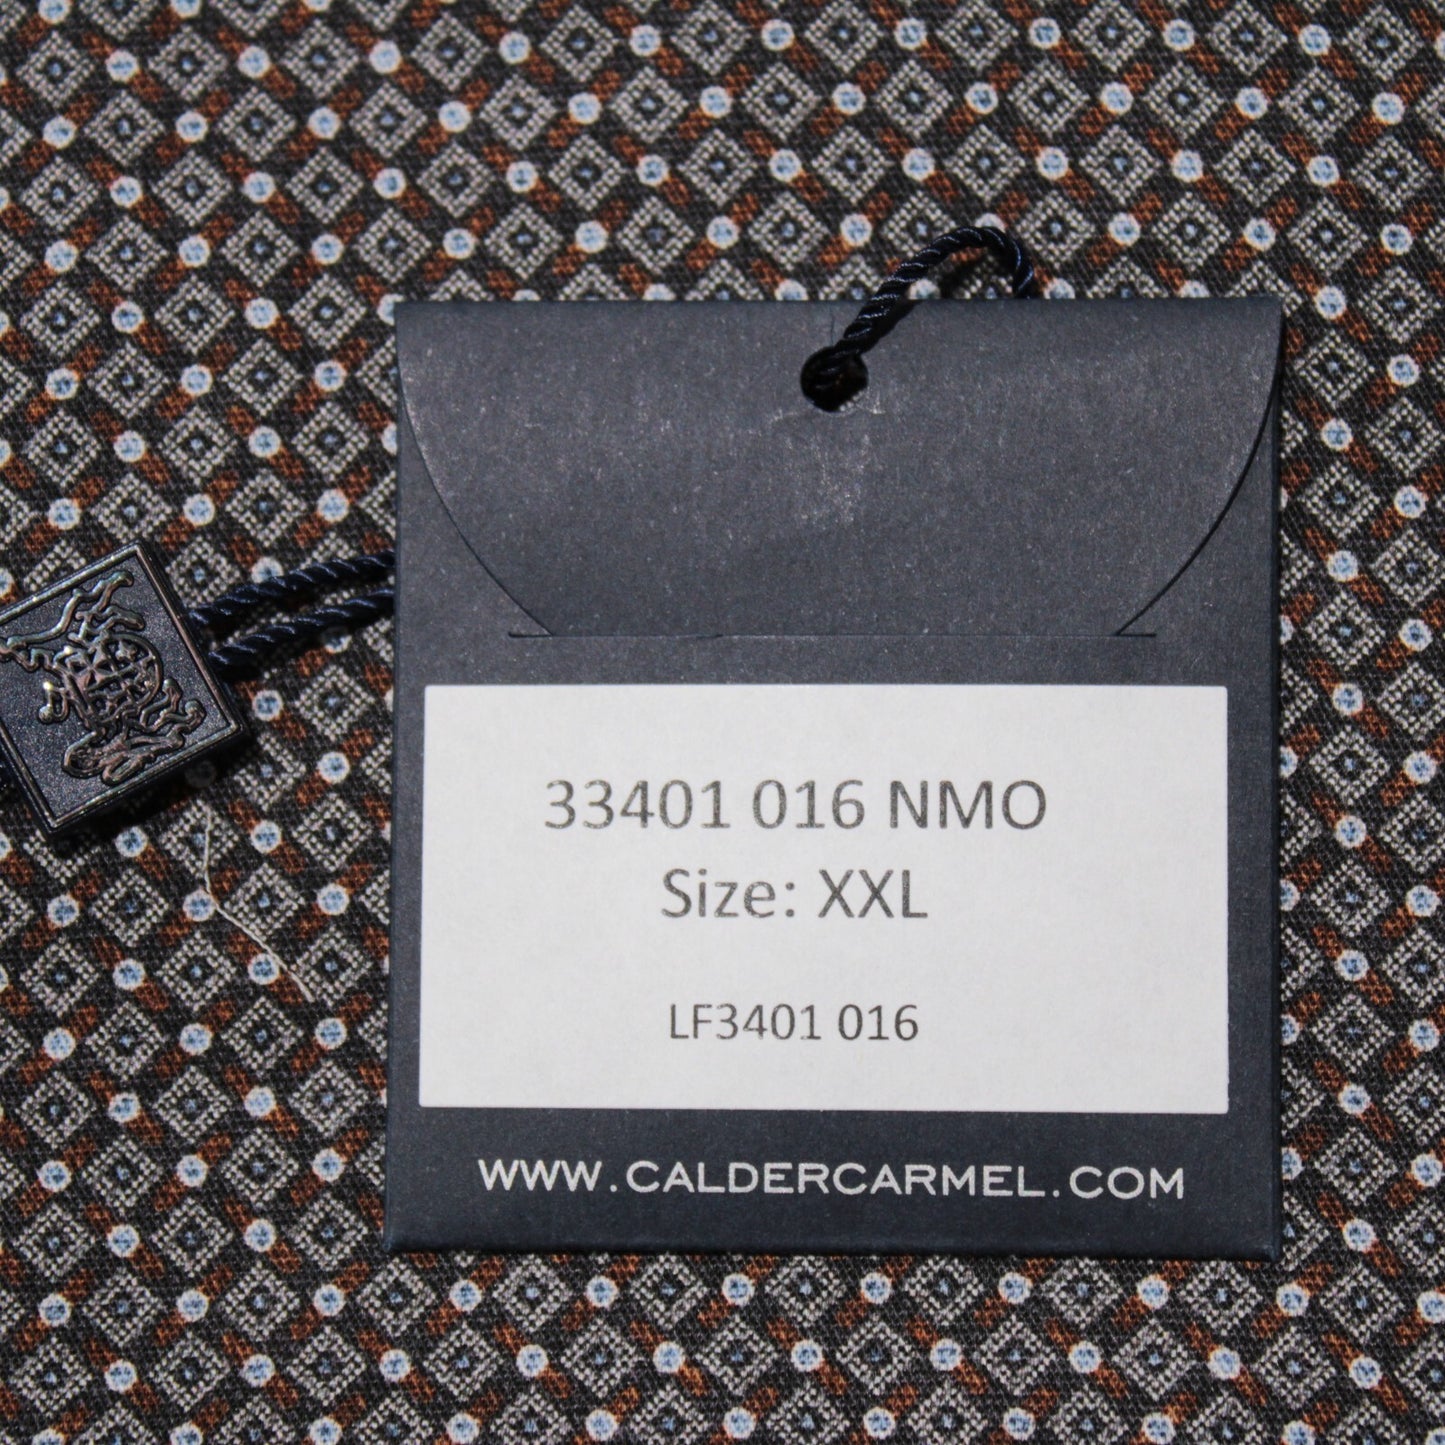 33401 016 NMO
Size: XXL
LF3401 016
WWW.CALDERCARMEL.COM